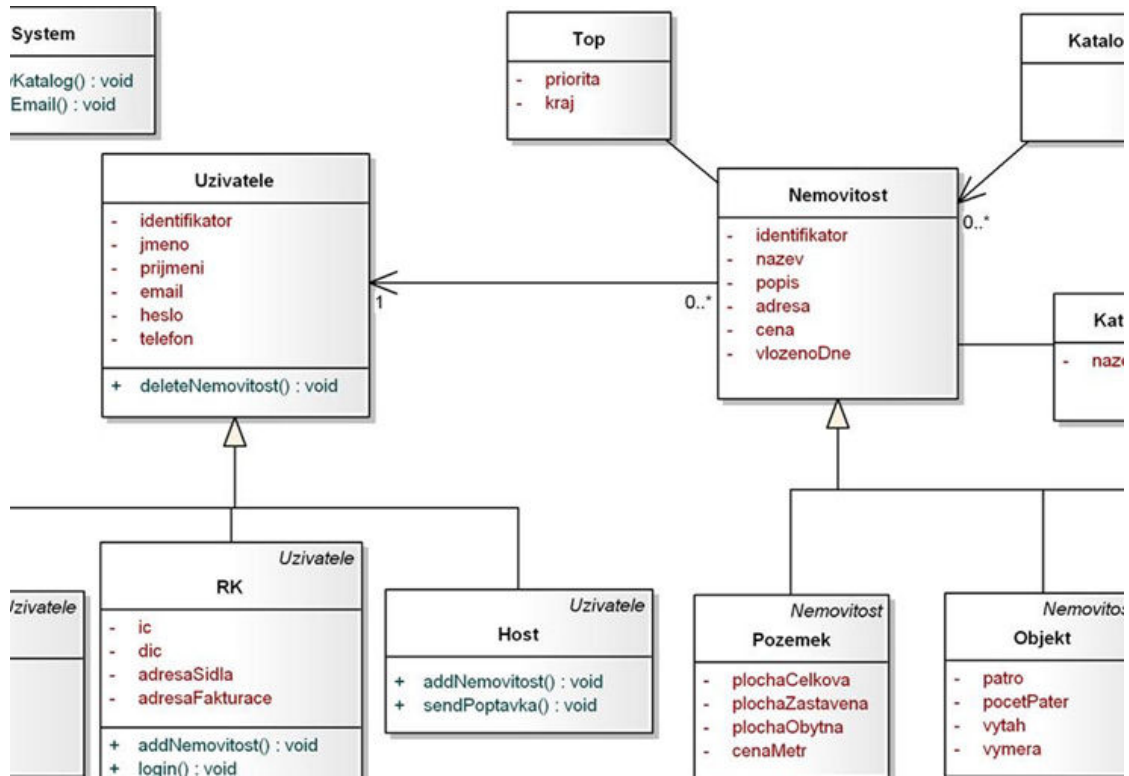 System
Katalog() : void
Email() : void
Top
- priorita
- kraj
Uzivatele
- identifikator
- jmeno
- prijmeni
- email
- heslo
- telefon
+ deleteNemovitost() : void
Nemovitost
- identifikator
- nazev
- popis
- adresa
- cena
- vlozenoDne
Katalo
0..*
1
0..*
Kat
- naze
Uzivatele
Uzivatele
RK
- ic
- dic
- adresaSidla
- adresaFakturace
+ addNemovitost() : void
+ login() : void
Uzivatele
Host
+ addNemovitost() : void
+ sendPoptavka() : void
Nemovitost
Pozemek
- plochaCelkova
- plochaZastavena
- plochaObytna
- cenaMetr
Nemovitos
Objekt
- patro
- pocetPater
- vytah
- vymera